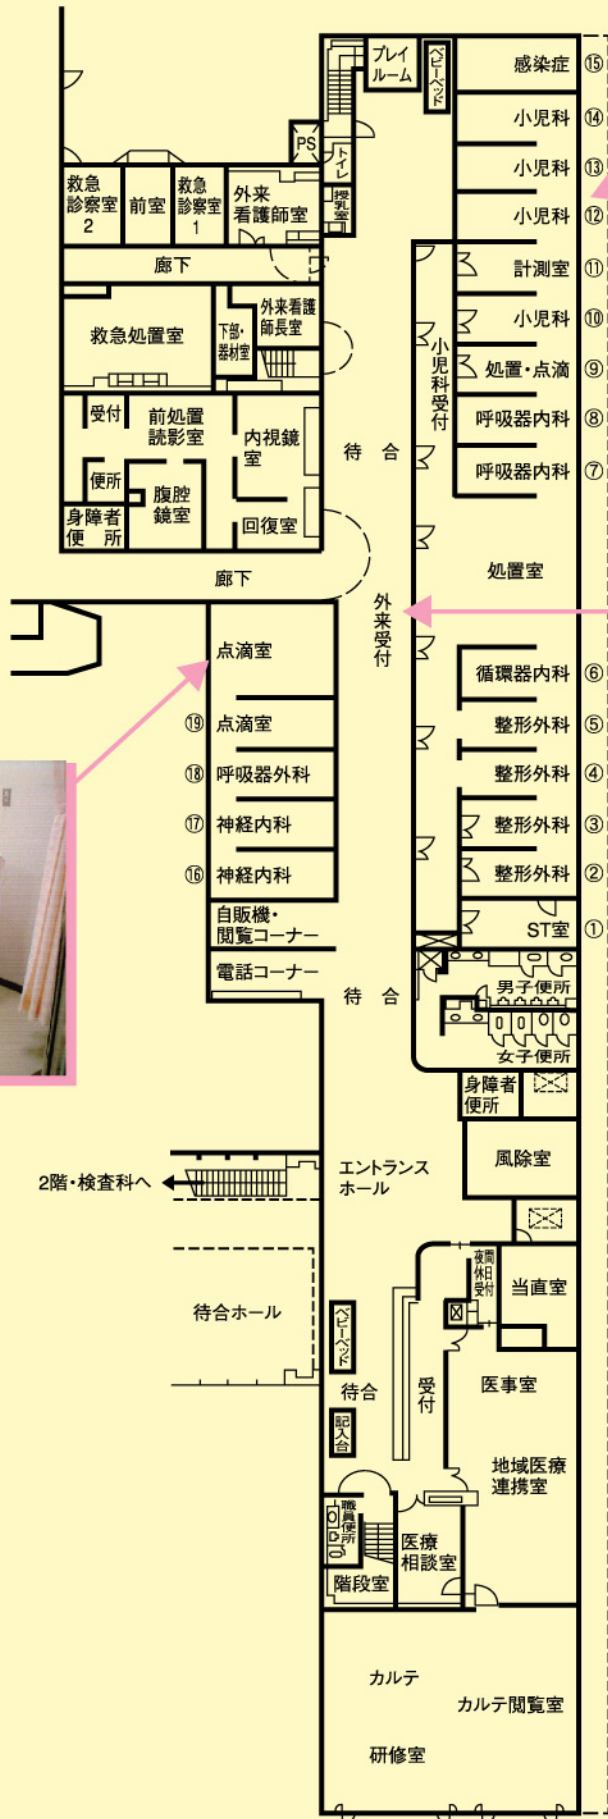 プレイ
ルーム
ベビーベッド
感染症 ⑮
小児科 ⑭
PS
トイレ
小児科 ⑬
救急
診察室
2
前室
救急
診察室
1
外来
看護師室
授乳室
小児科 ⑫
廊下
計測室 ⑪
救急処置室
下部・
器材室
外来看護
師長室
小児科受付
小児科 ⑩
処置・点滴 ⑨
受付
前処置
読影室
内視鏡
室
待 合
呼吸器内科 ⑧
便所
腹腔
鏡室
呼吸器内科 ⑦
身障者
便 所
回復室
廊下
処置室
外来受付
点滴室
循環器内科 ⑥
⑲ 点滴室
整形外科 ⑤
⑱ 呼吸器外科
整形外科 ④
⑰ 神経内科
整形外科 ③
⑯ 神経内科
整形外科 ②
自販機・
閲覧コーナー
ST室 ①
電話コーナー
待 合
男子便所
女子便所
身障者
便所
風除室
2階・検査科へ
エントランス
ホール
夜間
休日
受付
当直室
待合ホール
ベビーベッド
待合
受付
医事室
記入台
地域医療
連携室
職員便所
医療
相談室
階段室
カルテ
カルテ閲覧室
研修室